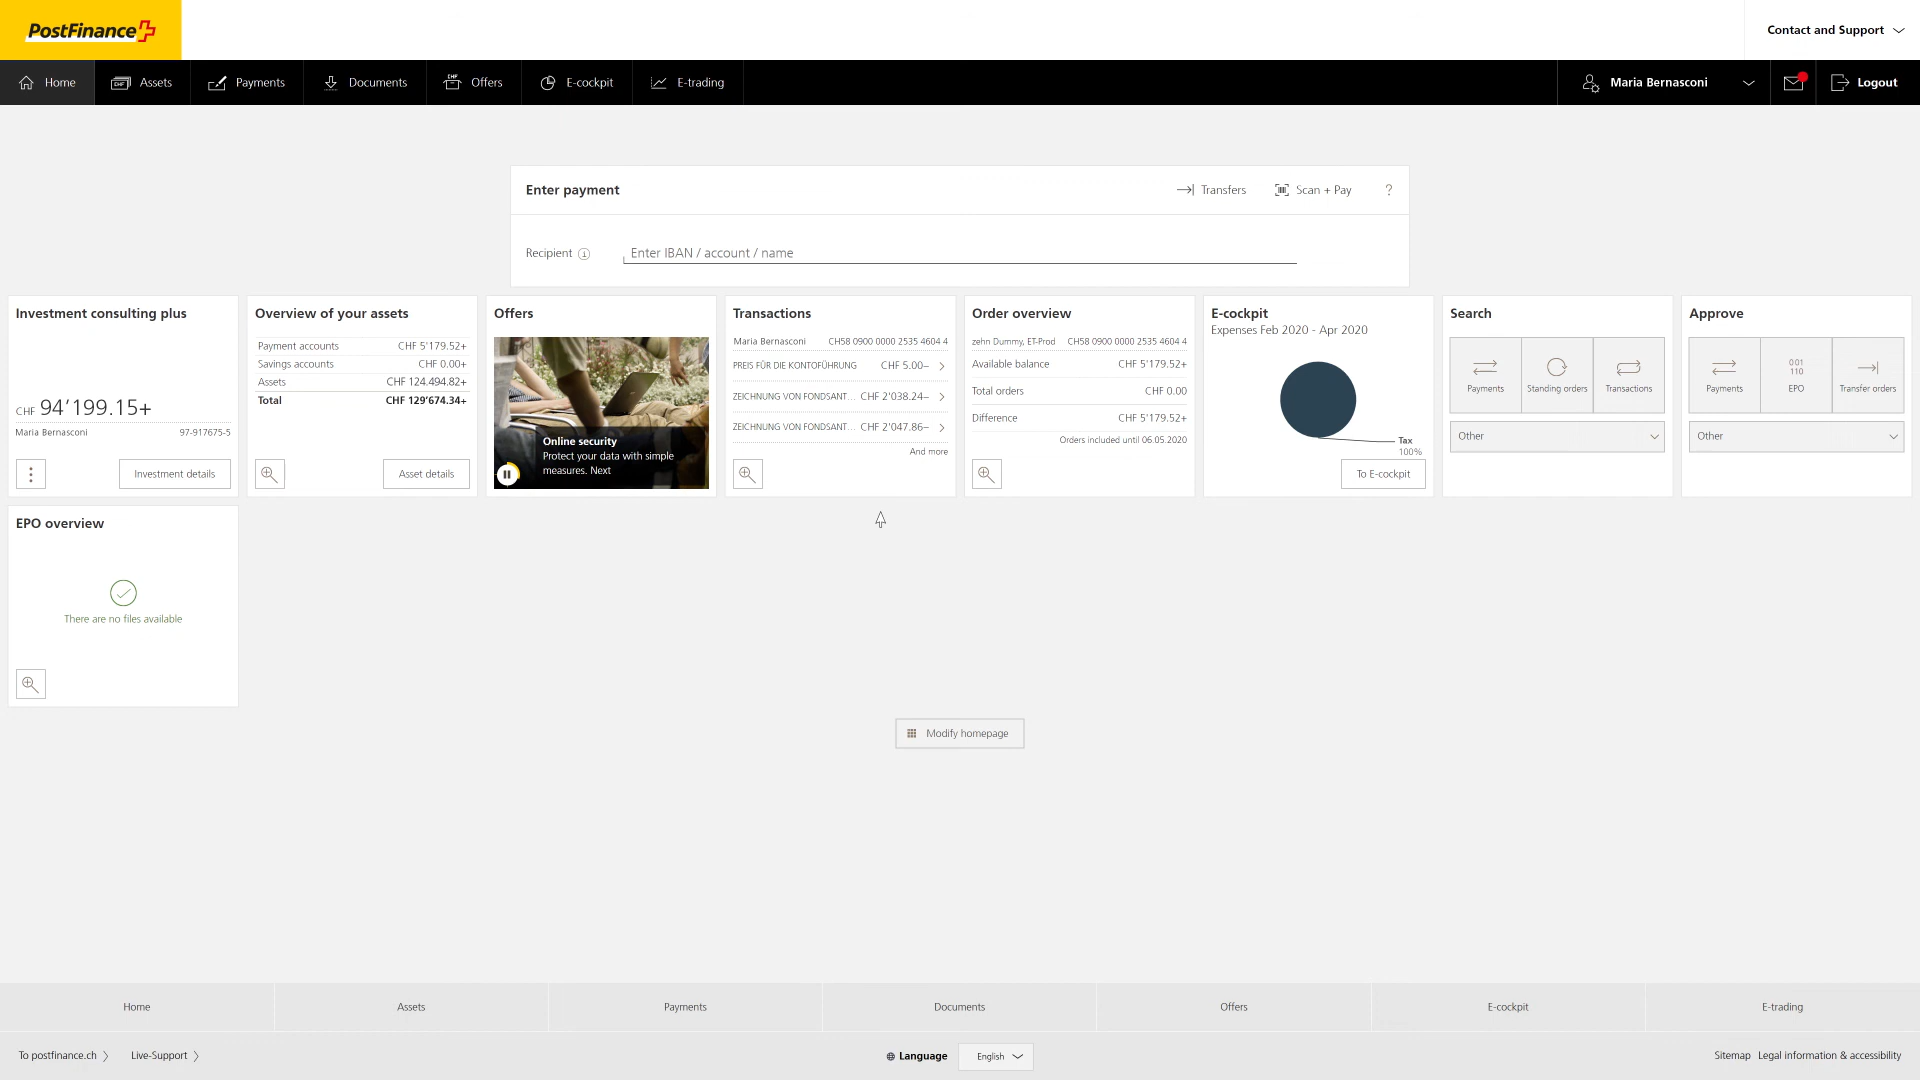 PostFinance
Contact and Support
Home
Assets
Payments
Documents
Offers
E-cockpit
E-trading
Maria Bernasconi
Logout
Enter payment
Transfers
Scan + Pay
?
Recipient
Enter IBAN / account / name
Investment consulting plus
CHF 94’199.15+
Maria Bernasconi 97-917675-5
Investment details
Overview of your assets
Payment accounts CHF 5'179.52+
Savings accounts CHF 0.00+
Assets CHF 124.494.82+
Total CHF 129’674.34+
Asset details
Offers
Online security
Protect your data with simple
measures. Next
Transactions
Maria Bernasconi CH58 0900 0000 2535 4604 4
PREIS FÜR DIE KONTOFÜHRUNG CHF 5.00–
ZEICHNUNG VON FONDSANT... CHF 2'038.24–
ZEICHNUNG VON FONDSANT... CHF 2'047.86–
And more
Order overview
zehn Dummy, ET-Prod CH58 0900 0000 2535 4604 4
Available balance CHF 5'179.52+
Total orders CHF 0.00
Difference CHF 5'179.52+
Orders included until 06.05.2020
E-cockpit
Expenses Feb 2020 - Apr 2020
Tax
100%
To E-cockpit
Search
Payments
Standing orders
Transactions
Other
Approve
Payments
001
110
EPO
Transfer orders
Other
EPO overview
There are no files available
Modify homepage
Home
Assets
Payments
Documents
Offers
E-cockpit
E-trading
To postfinance.ch
Live-Support
Language
English
Sitemap
Legal information & accessibility